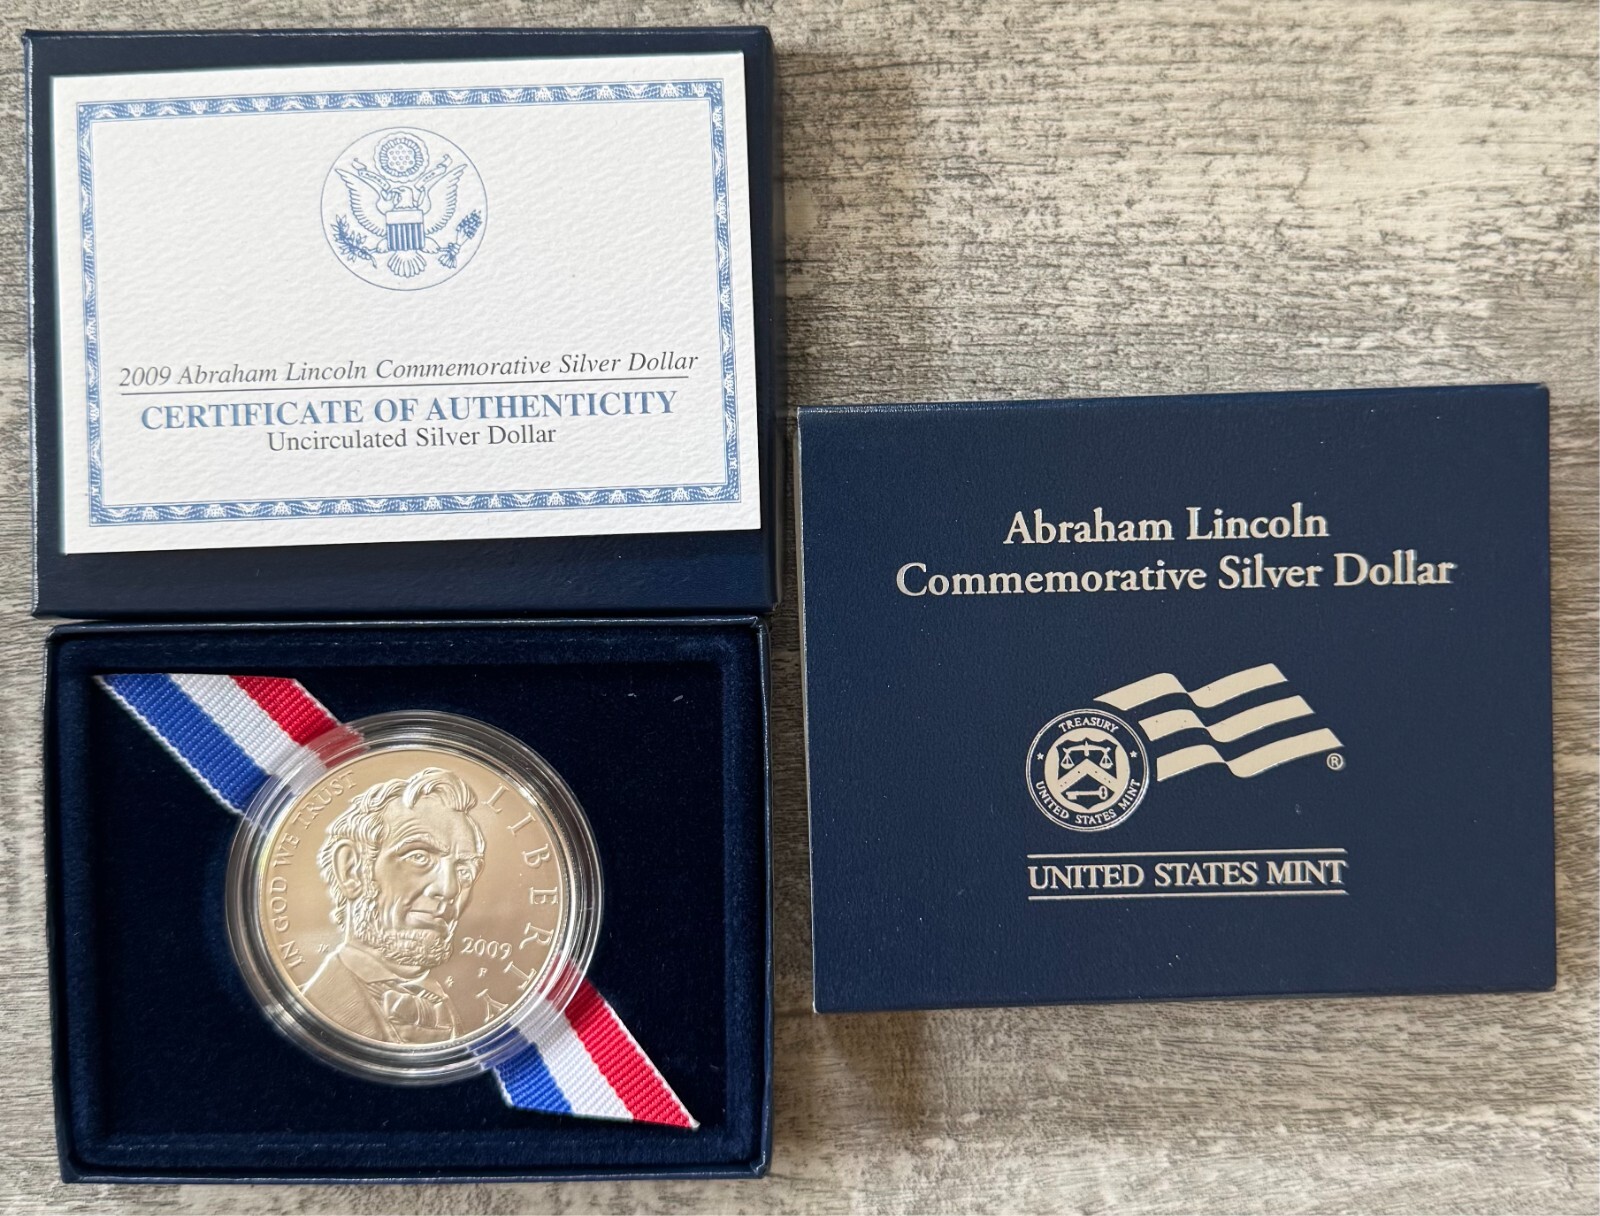 2009 Abraham Lincoln Commemorative Silver Dollar
CERTIFICATE OF AUTHENTICITY
Uncirculated Silver Dollar
IN GOD WE TRUST
LIBERTY
2009
P
Abraham Lincoln
Commemorative Silver Dollar
TREASURY
UNITED STATES MINT
®
UNITED STATES MINT